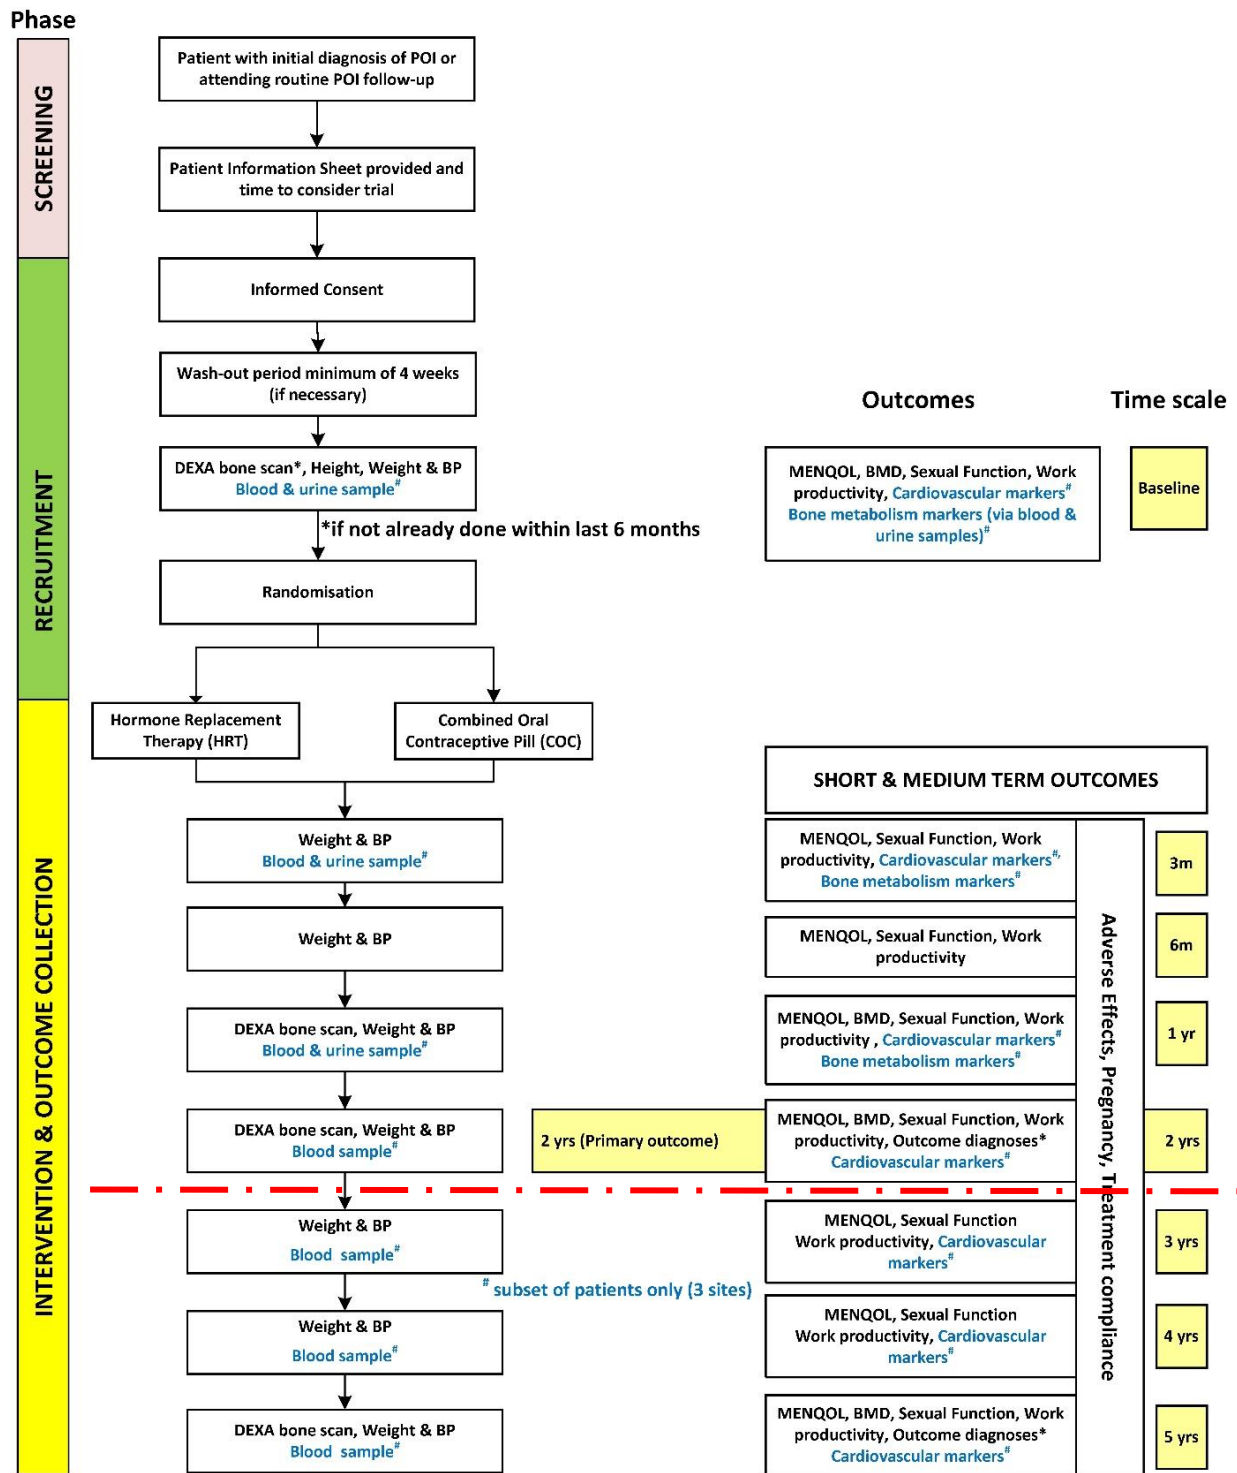 Phase
SCREENING
Patient with initial diagnosis of POI or
attending routine POI follow-up
Patient Information Sheet provided and
time to consider trial
RECRUITMENT
Informed Consent
Wash-out period minimum of 4 weeks
(if necessary)
DEXA bone scan*, Height, Weight & BP
Blood & urine sample#
*if not already done within last 6 months
Randomisation
Outcomes
Time scale
MENQOL, BMD, Sexual Function, Work
productivity, Cardiovascular markers#
Bone metabolism markers (via blood &
urine samples)#
Baseline
INTERVENTION & OUTCOME COLLECTION
Hormone Replacement
Therapy (HRT)
Combined Oral
Contraceptive Pill (COC)
SHORT & MEDIUM TERM OUTCOMES
Weight & BP
Blood & urine sample#
MENQOL, Sexual Function, Work
productivity, Cardiovascular markers#,
Bone metabolism markers#
3m
Weight & BP
MENQOL, Sexual Function, Work
productivity
6m
Adverse Effects, Pregnancy, Treatment compliance
DEXA bone scan, Weight & BP
Blood & urine sample#
MENQOL, BMD, Sexual Function, Work
productivity , Cardiovascular markers#
Bone metabolism markers#
1 yr
DEXA bone scan, Weight & BP
Blood sample#
2 yrs (Primary outcome)
MENQOL, BMD, Sexual Function, Work
productivity, Outcome diagnoses*
Cardiovascular markers#
2 yrs
Weight & BP
Blood sample#
MENQOL, Sexual Function
Work productivity, Cardiovascular
markers#
3 yrs
# subset of patients only (3 sites)
Weight & BP
Blood sample#
MENQOL, Sexual Function
Work productivity, Cardiovascular
markers#
4 yrs
DEXA bone scan, Weight & BP
Blood sample#
MENQOL, BMD, Sexual Function, Work
productivity, Outcome diagnoses*
Cardiovascular markers#
5 yrs